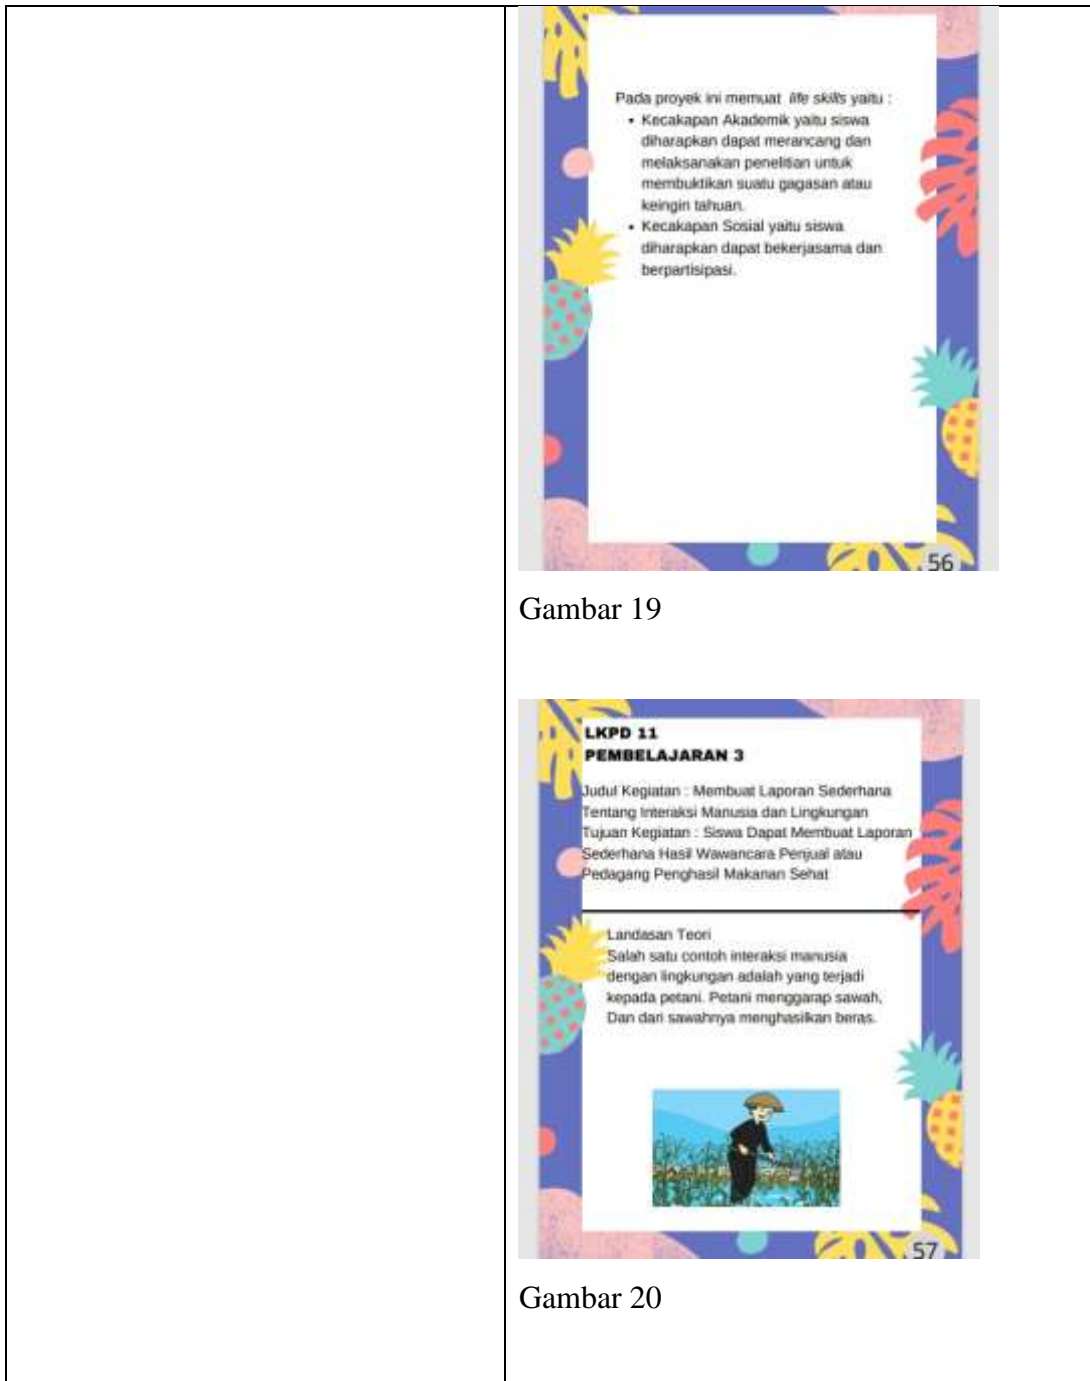 Pada proyek ini memuat life skills yaitu :
• Kecakapan Akademik yaitu siswa
diharapkan dapat merancang dan
melaksanakan penelitian untuk
membuktikan suatu gagasan atau
keingin tahuan.
• Kecakapan Sosial yaitu siswa
diharapkan dapat bekerjasama dan
berpartisipasi.
56
Gambar 19
LKPD 11
PEMBELAJARAN 3
Judul Kegiatan : Membuat Laporan Sederhana
Tentang Interaksi Manusia dan Lingkungan
Tujuan Kegiatan : Siswa Dapat Membuat Laporan
Sederhana Hasil Wawancara Penjual atau
Pedagang Penghasil Makanan Sehat
Landasan Teori
Salah satu contoh interaksi manusia
dengan lingkungan adalah yang terjadi
kepada petani. Petani menggarap sawah,
Dan dari sawahnya menghasilkan beras.
57
Gambar 20